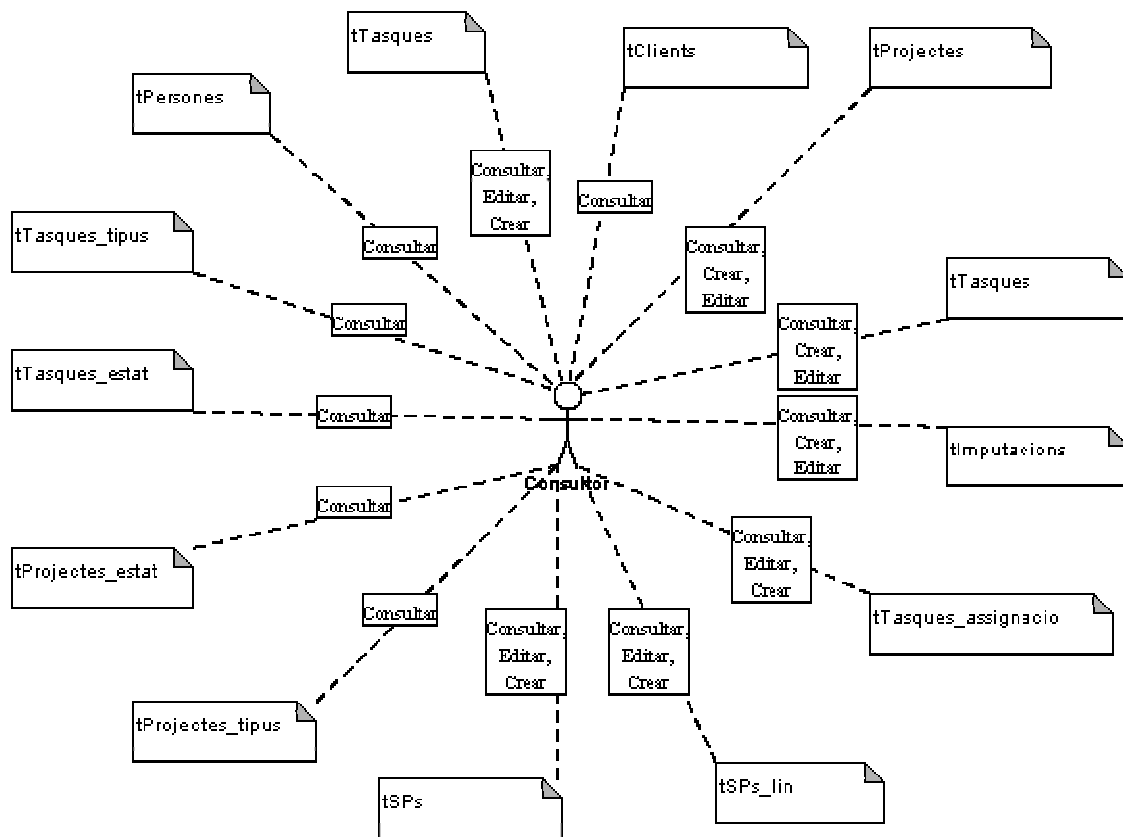 tTasques
tClients
tProjectes
tPersones
Consultar,
Editar,
Crear
Consultar
tTasques_tipus
Consultar
Consultar,
Crear,
Editar
tTasques
Consultar
Consultar,
Crear,
Editar
tTasques_estat
Consultar
Consultar,
Crear,
Editar
tImputacions
Consultor
Consultar
tProjectes_estat
Consultar,
Editar,
Crear
tTasques_assignacio
Consultar
Consultar,
Editar,
Crear
Consultar,
Editar,
Crear
tProjectes_tipus
tSPs
tSPs_lin